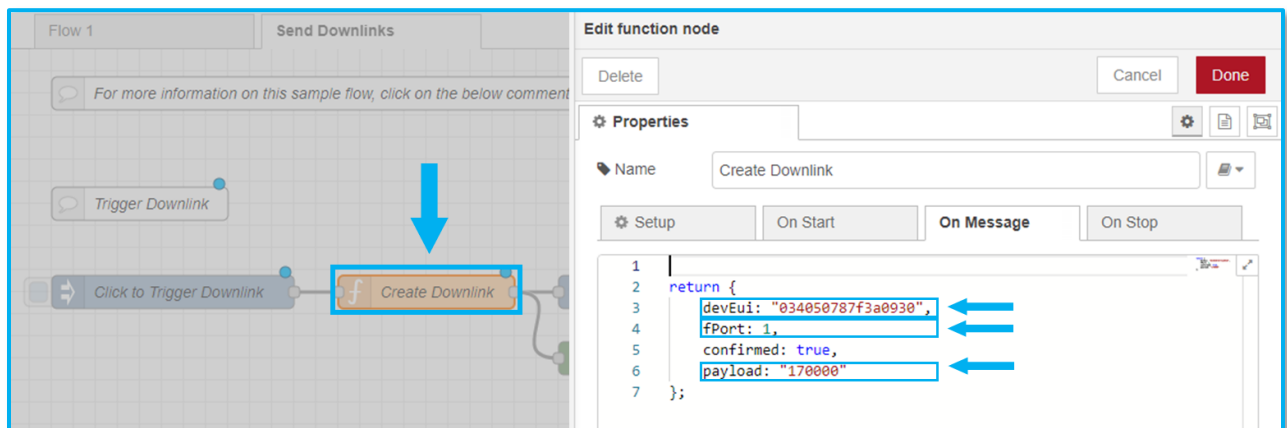 Flow 1
Send Downlinks
For more information on this sample flow, click on the below comment
Trigger Downlink
Click to Trigger Downlink
Create Downlink
Edit function node
Delete
Cancel
Done
Properties
Name
Create Downlink
Setup
On Start
On Message
On Stop
1
2 return {
3 devEui: "034050787f3a0930",
4 fPort: 1,
5 confirmed: true,
6 payload: "170000"
7 };